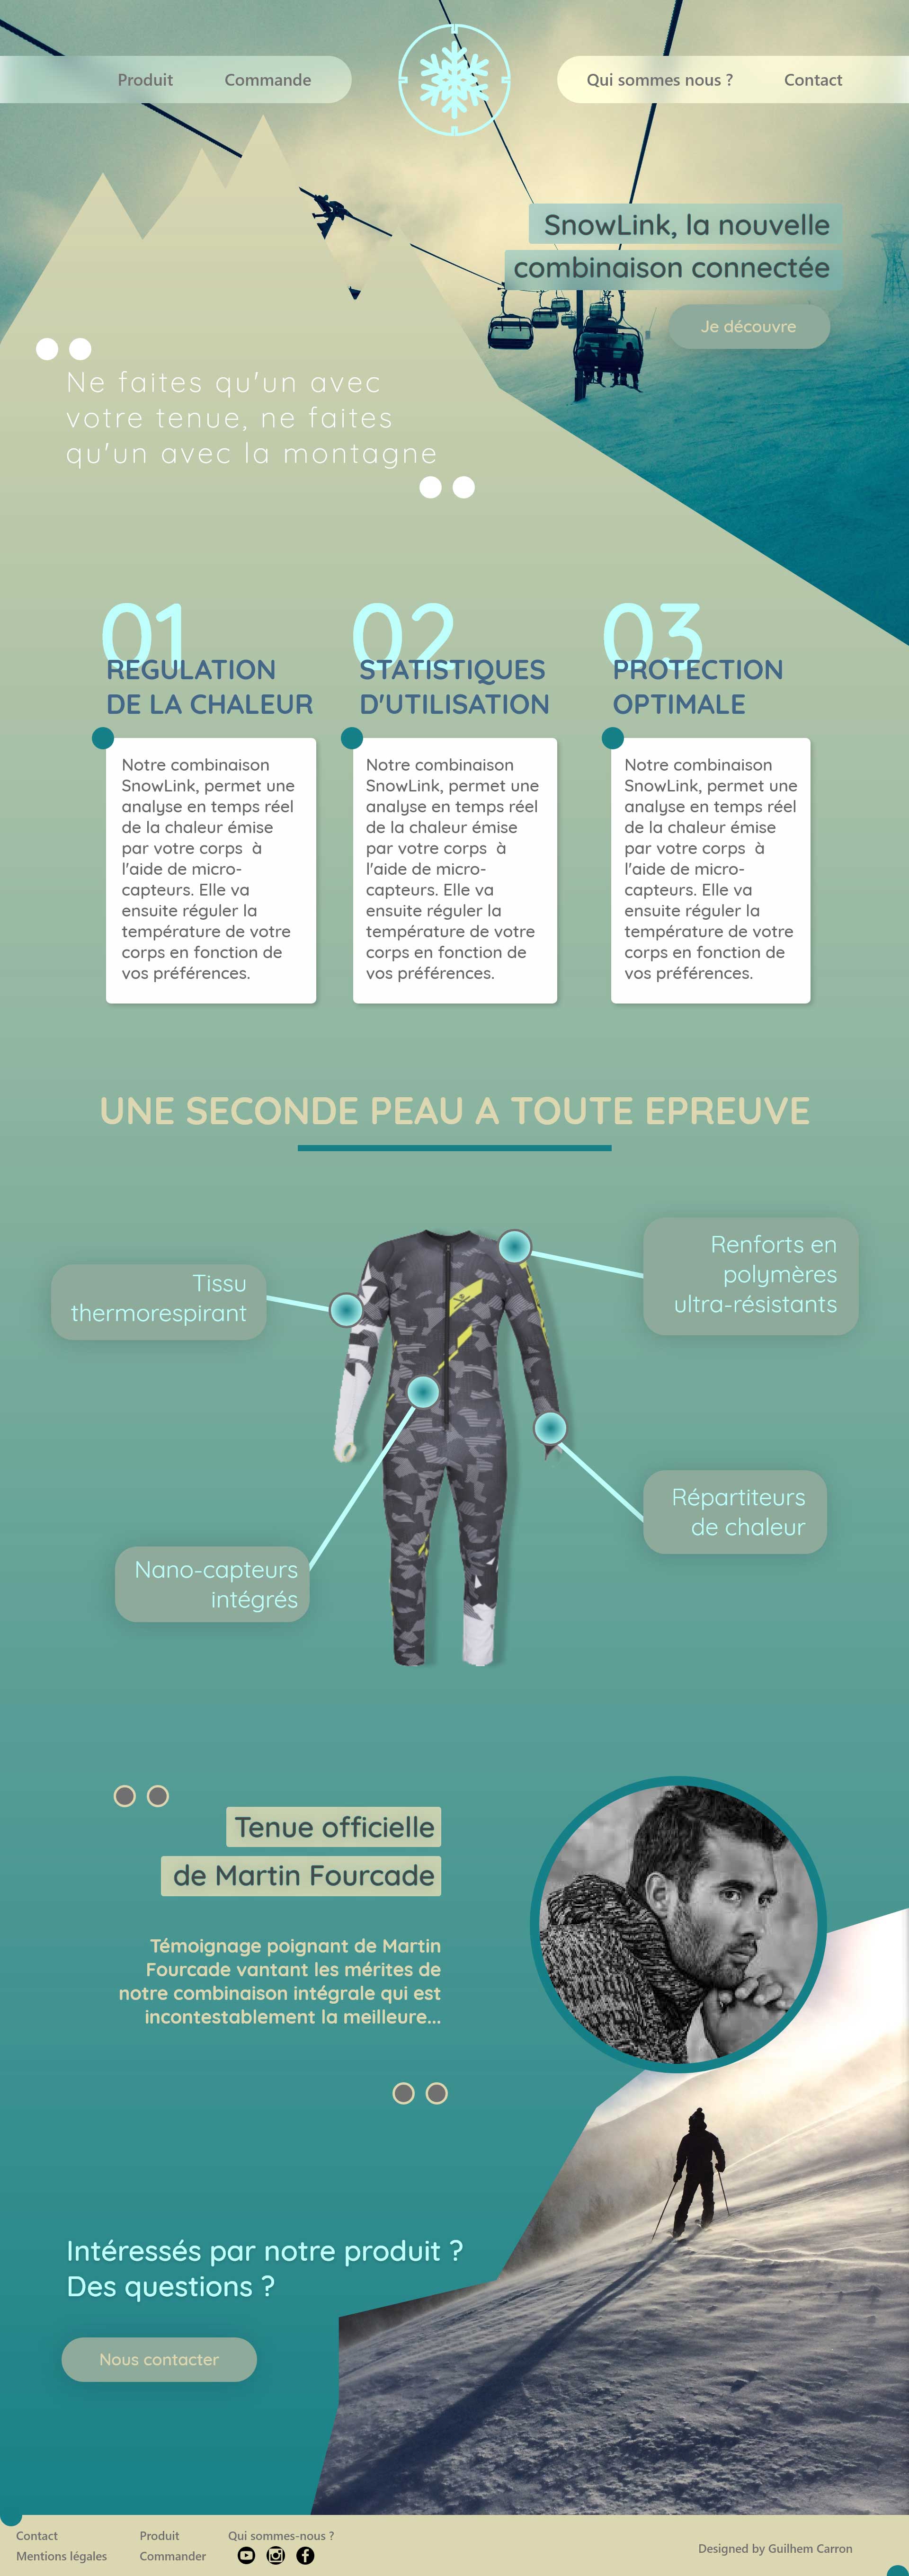 Produit Commande Qui sommes nous ? Contact
SnowLink, la nouvelle
combinaison connectée
Je découvre
Ne faites qu'un avec
votre tenue, ne faites
qu'un avec la montagne
01
REGULATION
DE LA CHALEUR
Notre combinaison
SnowLink, permet une
analyse en temps réel
de la chaleur émise
par votre corps à
l'aide de micro-
capteurs. Elle va
ensuite réguler la
température de votre
corps en fonction de
vos préférences.
02
STATISTIQUES
D'UTILISATION
Notre combinaison
SnowLink, permet une
analyse en temps réel
de la chaleur émise
par votre corps à
l'aide de micro-
capteurs. Elle va
ensuite réguler la
température de votre
corps en fonction de
vos préférences.
03
PROTECTION
OPTIMALE
Notre combinaison
SnowLink, permet une
analyse en temps réel
de la chaleur émise
par votre corps à
l'aide de micro-
capteurs. Elle va
ensuite réguler la
température de votre
corps en fonction de
vos préférences.
UNE SECONDE PEAU A TOUTE EPREUVE
Tissu
thermorespirant
Renforts en
polymères
ultra-résistants
Répartiteurs
de chaleur
Nano-capteurs
intégrés
Tenue officielle
de Martin Fourcade
Témoignage poignant de Martin
Fourcade vantant les mérites de
notre combinaison intégrale qui est
incontestablement la meilleure...
Intéressés par notre produit ?
Des questions ?
Nous contacter
Contact Produit Qui sommes-nous ?
Mentions légales Commander
Designed by Guilhem Carron